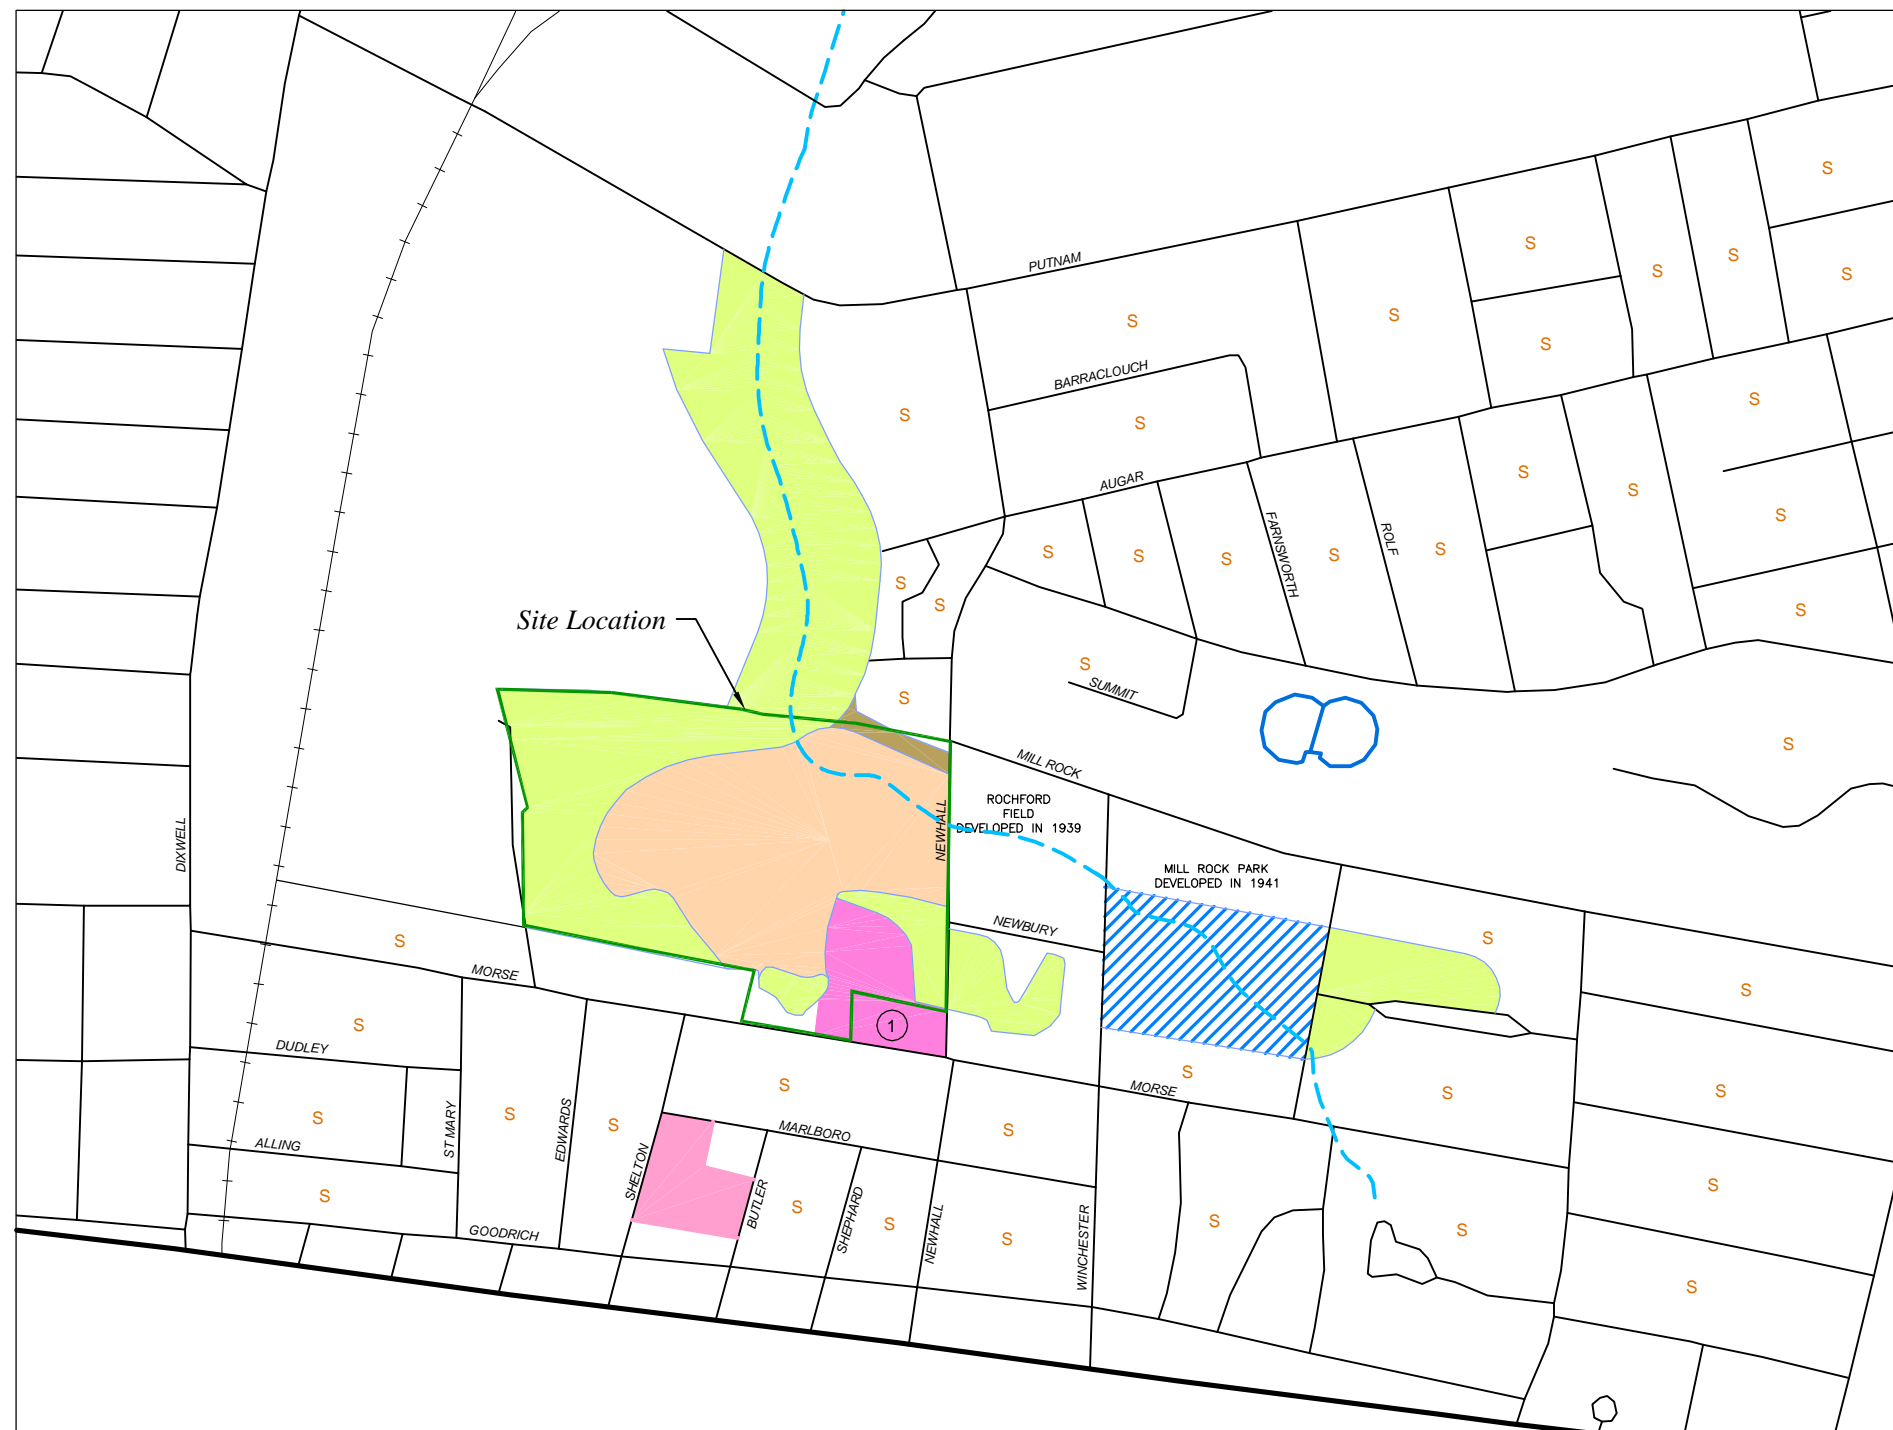 S
S
PUTNAM
S
S
S
S
S
S
BARRACLOUCH
S
S
S
S
S
AUGAR
S
S
FARNSWORTH
ROLF
S
S
S
S
S
S
S
S
S
Site Location
S
SUMMIT
S
S
MILL ROCK
ROCHFORD
FIELD
DEVELOPED IN 1939
NEWHALL
DIXWELL
MILL ROCK PARK
DEVELOPED IN 1941
NEWBURY
S
S
MORSE
S
S
DUDLEY
1
S
MORSE
S
S
S
S
ALLING
ST MARY
S
EDWARDS
S
MARLBORO
S
SHELTON
S
S
GOODRICH
BUTLER
S
SHEPHARD
S
NEWHALL
S
WINCHESTER
S
S
S